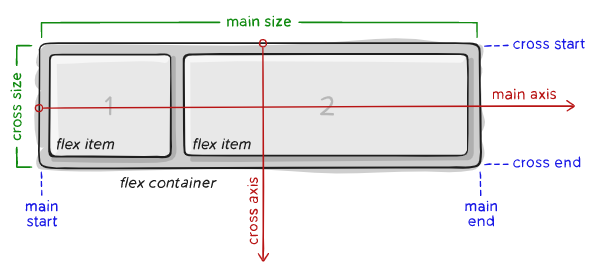 main size
cross start
cross size
1
2
main axis
flex item
flex item
cross end
flex container
cross axis
main
start
main
end